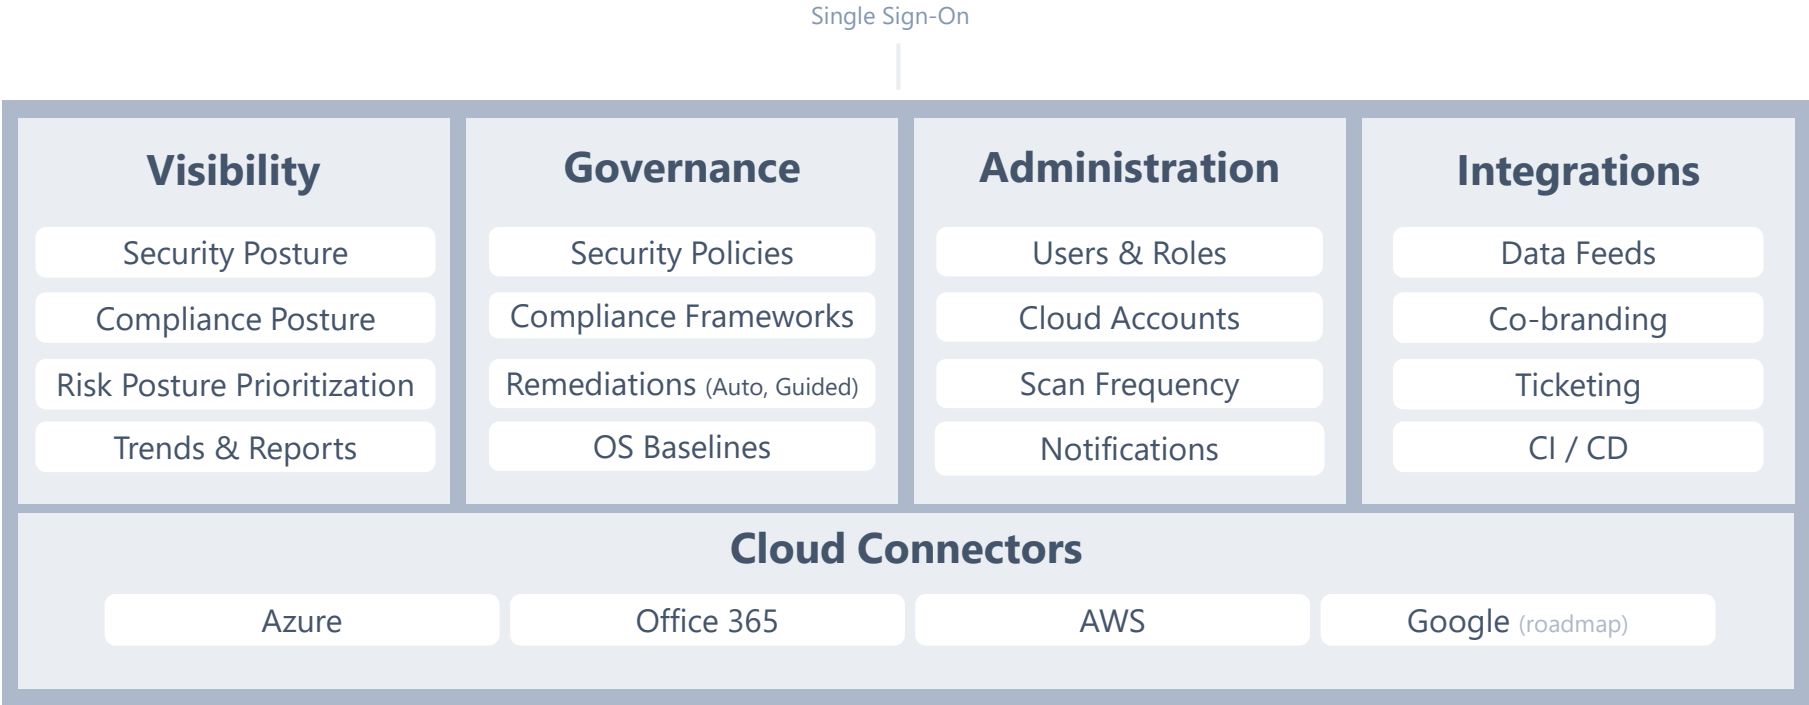 Single Sign-On
Visibility
Security Posture
Compliance Posture
Risk Posture Prioritization
Trends & Reports
Governance
Security Policies
Compliance Frameworks
Remediations (Auto, Guided)
OS Baselines
Administration
Users & Roles
Cloud Accounts
Scan Frequency
Notifications
Integrations
Data Feeds
Co-branding
Ticketing
CI / CD
Cloud Connectors
Azure
Office 365
AWS
Google (roadmap)